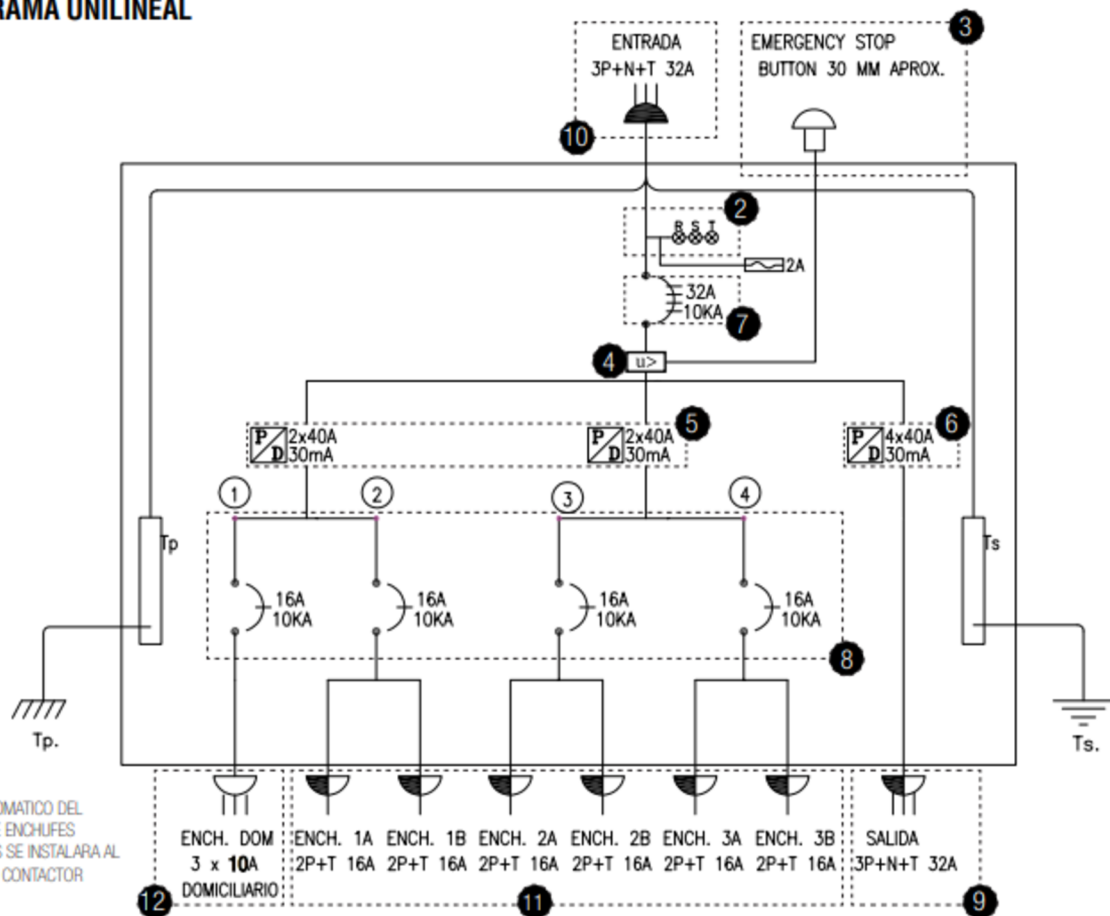 RAMA UNILINEAL
3
ENTRADA
3P+N+T 32A
EMERGENCY STOP
BUTTON 30 MM APROX.
10
2
R S T
2A
32A
10KA
7
4
u>
5
6
P/D
2x40A
30mA
P/D
2x40A
30mA
P/D
4x40A
30mA
1
2
3
4
Tp
Ts
16A
10KA
16A
10KA
16A
10KA
16A
10KA
8
Tp.
Ts.
OMATICO DEL
E ENCHUFES
S SE INSTALARA AL
CONTACTOR
ENCH. DOM
3 x 10A
DOMICILIARIO
ENCH. 1A
2P+T 16A
ENCH. 1B
2P+T 16A
ENCH. 2A
2P+T 16A
ENCH. 2B
2P+T 16A
ENCH. 3A
2P+T 16A
ENCH. 3B
2P+T 16A
SALIDA
3P+N+T 32A
12
11
9